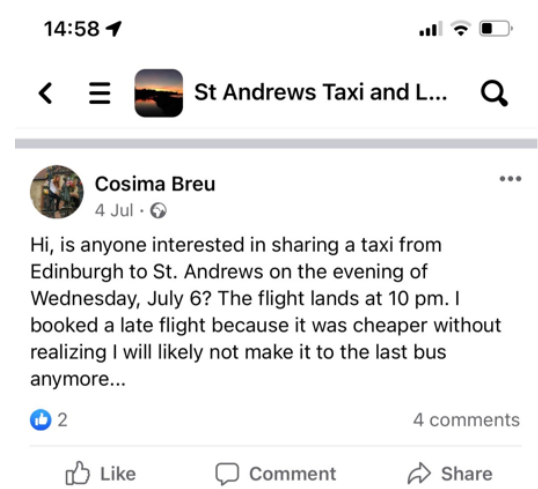 14:58
St Andrews Taxi and L...
Cosima Breu
4 Jul ·
Hi, is anyone interested in sharing a taxi from
Edinburgh to St. Andrews on the evening of
Wednesday, July 6? The flight lands at 10 pm. I
booked a late flight because it was cheaper without
realizing I will likely not make it to the last bus
anymore...
2 4 comments
Like Comment Share